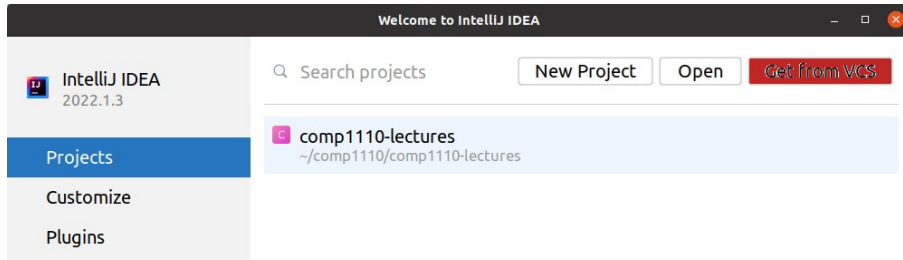 Welcome to IntelliJ IDEA
IJ
IntelliJ IDEA
2022.1.3
Search projects
New Project
Open
Get from VCS
Projects
Customize
Plugins
C
comp1110-lectures
~/comp1110/comp1110-lectures